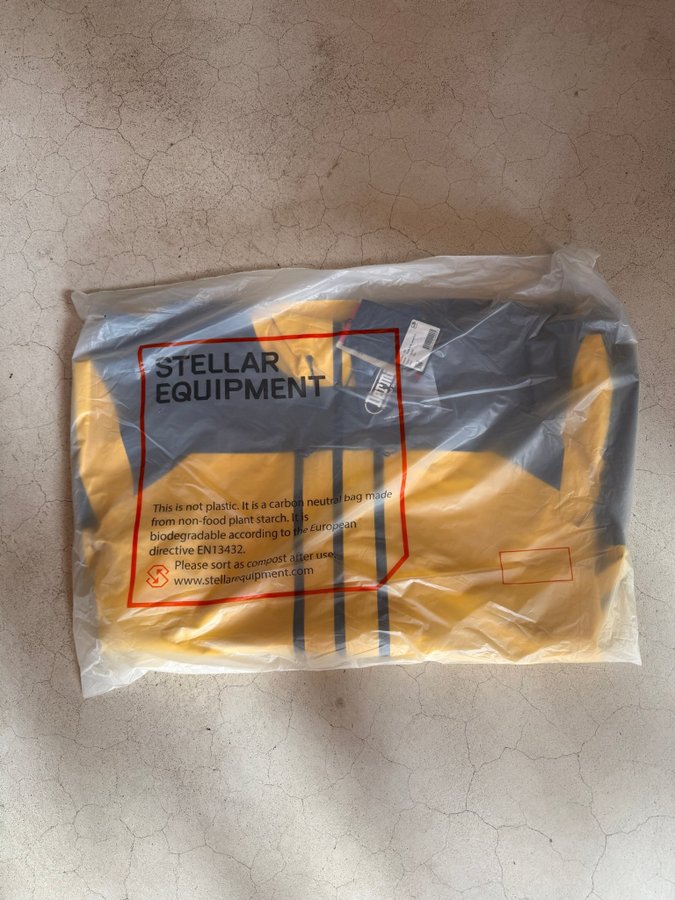 STELLAR
EQUIPMENT
This is not plastic. It is a carbon neutral bag made
from non-food plant starch. It is
biodegradable according to the European
directive EN13432.
Please sort as compost after use.
www.stellarequipment.com